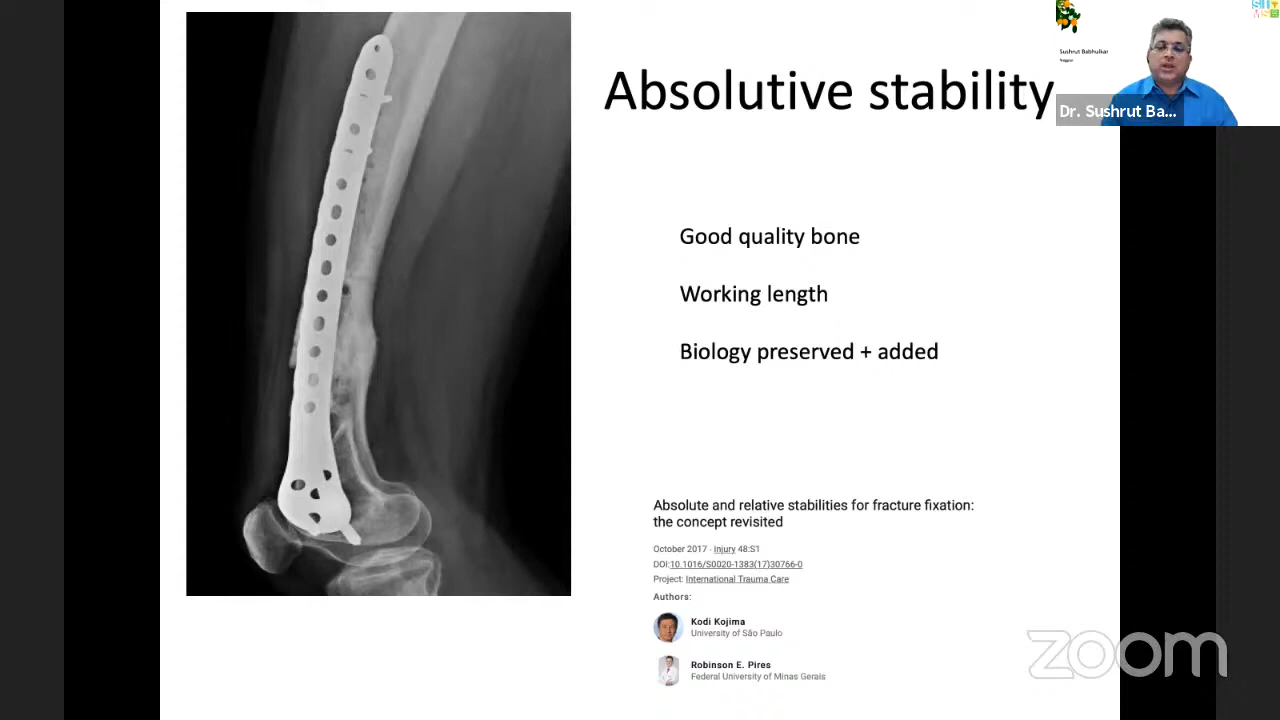 Absolutive stability
Sushrut Babhulkar
Dr. Sushrut Ba...
Good quality bone
Working length
Biology preserved + added
Absolute and relative stabilities for fracture fixation:
the concept revisited
October 2017 · Injury 48:S1
DOI:10.1016/S0020-1383(17)30766-0
Project: International Trauma Care
Authors:
Kodi Kojima
University of São Paulo
Robinson E. Pires
Federal University of Minas Gerais
zoom